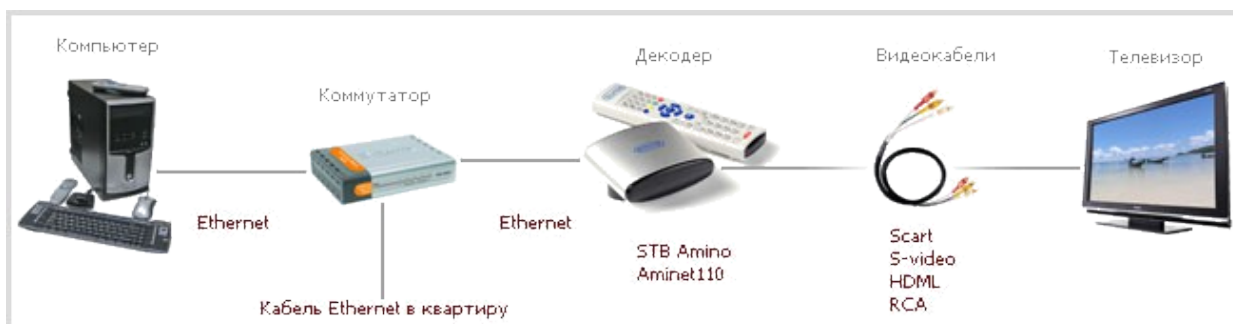 Компьютер
Коммутатор
Декодер
Видеокабели
Телевизор
Ethernet
Ethernet
STB Amino
Aminet110
Scart
S-video
HDML
RCA
Кабель Ethernet в квартиру